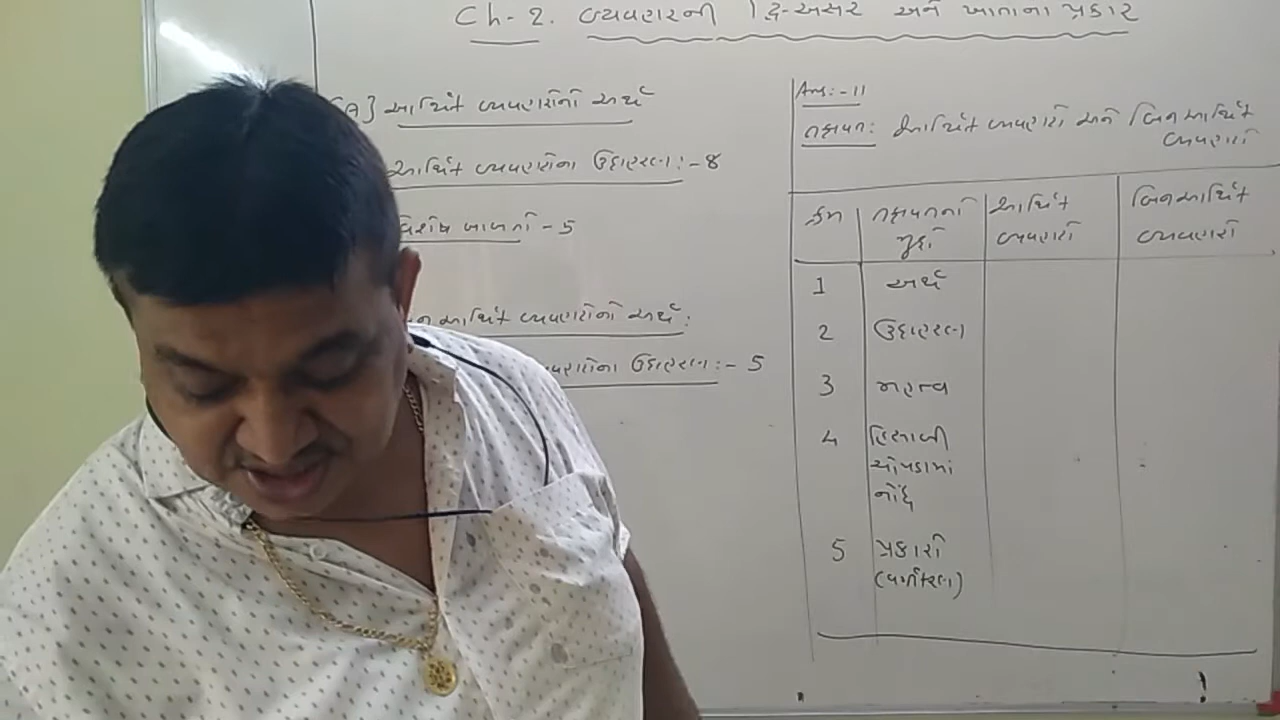 Ch-2. વ્યવહારની દ્વિ-અસર અને ખાતાના પ્રકાર
A] આર્થિક વ્યવહારોનો અર્થ
આર્થિક વ્યવહારોના ઉદાહરણ:-8
વિશેષ બાબતો-5
ન આર્થિક વ્યવહારોનો અર્થ:
વહારોના ઉદાહરણ:-5
Ans:-11
તફાવત: આર્થિક વ્યવહારો અને બિનઆર્થિક
વ્યવહારો
ક્રમ તફાવતનો આર્થિક બિનઆર્થિક
મુદ્દો વ્યવહારો વ્યવહારો
1 અર્થ
2 ઉદાહરણ
3 મહત્વ
4 હિસાબી
ચોપડામાં
નોંધ
5 પ્રકારો
(વર્ગીકરણ)